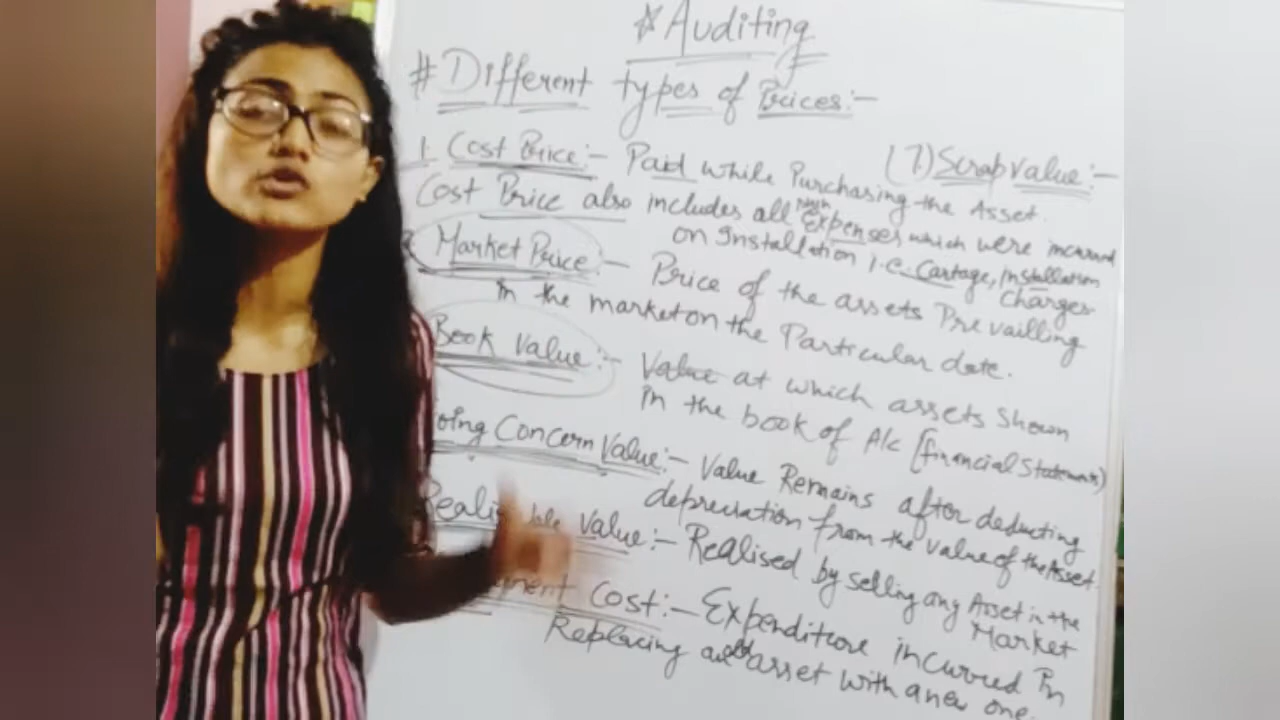 *Auditing
# Different types of Prices:-
1. Cost Price:- Paid while Purchasing the Asset.
(7) Scrap Value:-
Cost Price also includes all Expenses which were incurred
on Installation i.e. Cartage, installation
charges
Market Price:- Price of the assets Prevailling
in the market on the Particular date.
Book Value:- Value at which assets shown
in the book of A/c [financial Statements)
oing Concern Value:- Value Remains after deducting
depreciation from the value of the Asset.
Value:- Realised by selling any Asset in the
Market
Cost:- Expenditure incurred in
Replacing old asset with a new one.